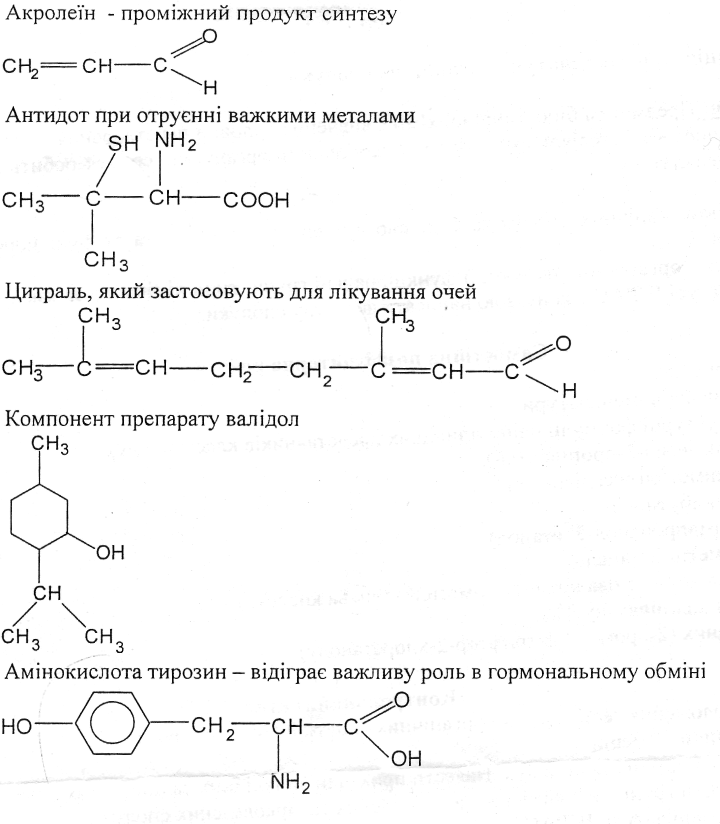 Акролеїн - проміжний продукт синтезу
O
CH2 CH C
H
Антидот при отруєнні важкими металами
SH NH2
CH3 C CH COOH
CH3
Цитраль, який застосовують для лікування очей
CH3 CH3
O
CH3 C CH CH2 CH2 C CH C
H
Компонент препарату валідол
CH3
OH
CH
CH3 CH3
Амінокислота тирозин – відіграє важливу роль в гормональному обміні
O
HO CH2 CH C
OH
NH2